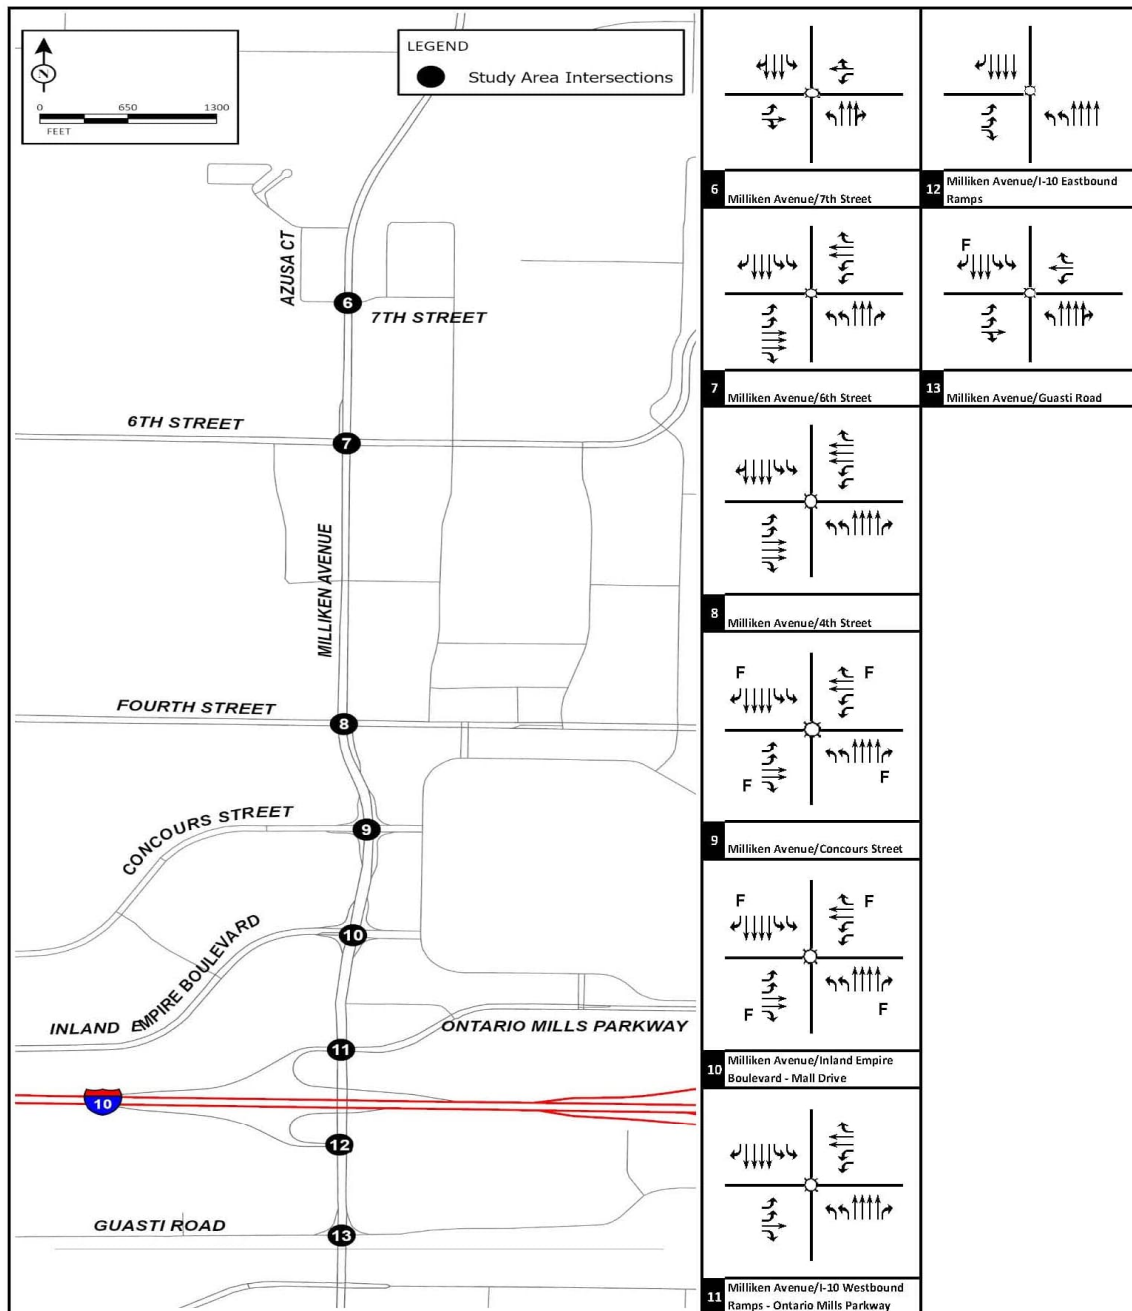 N
0 650 1300
FEET
LEGEND
Study Area Intersections
AZUSA CT
6
7TH STREET
6TH STREET
7
MILLIKEN AVENUE
FOURTH STREET
8
CONCOURS STREET
9
INLAND EMPIRE BOULEVARD
10
ONTARIO MILLS PARKWAY
11
10
12
GUASTI ROAD
13
6
Milliken Avenue/7th Street
7
Milliken Avenue/6th Street
8
Milliken Avenue/4th Street
F
F
F
F
9
Milliken Avenue/Concours Street
F
F
F
F
10
Milliken Avenue/Inland Empire
Boulevard - Mall Drive
11
Milliken Avenue/I-10 Westbound
Ramps - Ontario Mills Parkway
12
Milliken Avenue/I-10 Eastbound
Ramps
F
13
Milliken Avenue/Guasti Road